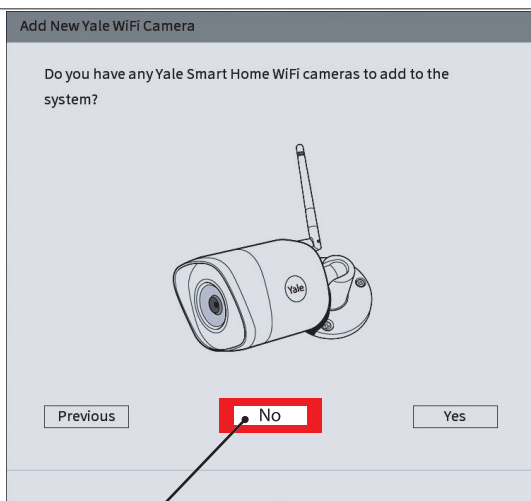 Add New Yale WiFi Camera
Do you have any Yale Smart Home WiFi cameras to add to the
system?
Yale
Previous
No
Yes